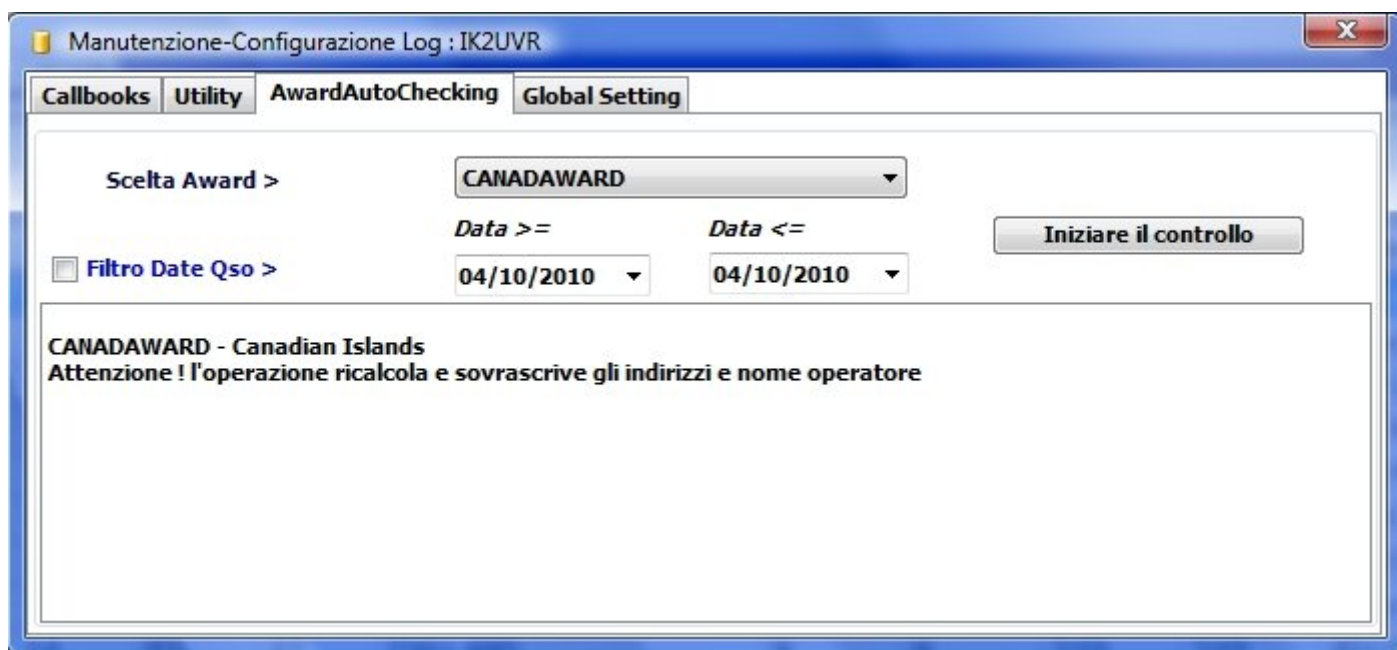 Manutenzione-Configurazione Log : IK2UVR
X
Callbooks Utility AwardAutoChecking Global Setting
Scelta Award > CANADAWARD
Data >= Data <= Iniziare il controllo
Filtro Date Qso > 04/10/2010 04/10/2010
CANADAWARD - Canadian Islands
Attenzione ! l'operazione ricalcola e sovrascrive gli indirizzi e nome operatore